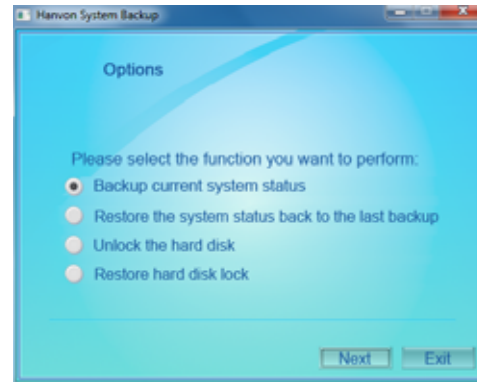 Hanvon System Backup
Options
Please select the function you want to perform:
Backup current system status
Restore the system status back to the last backup
Unlock the hard disk
Restore hard disk lock
Next Exit